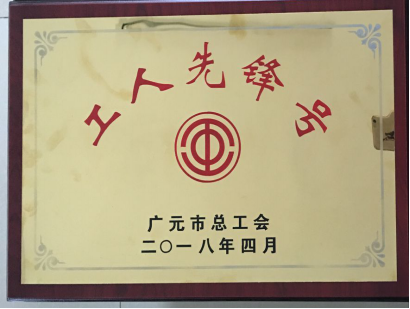 工人先锋号
广元市总工会
二〇一八年四月